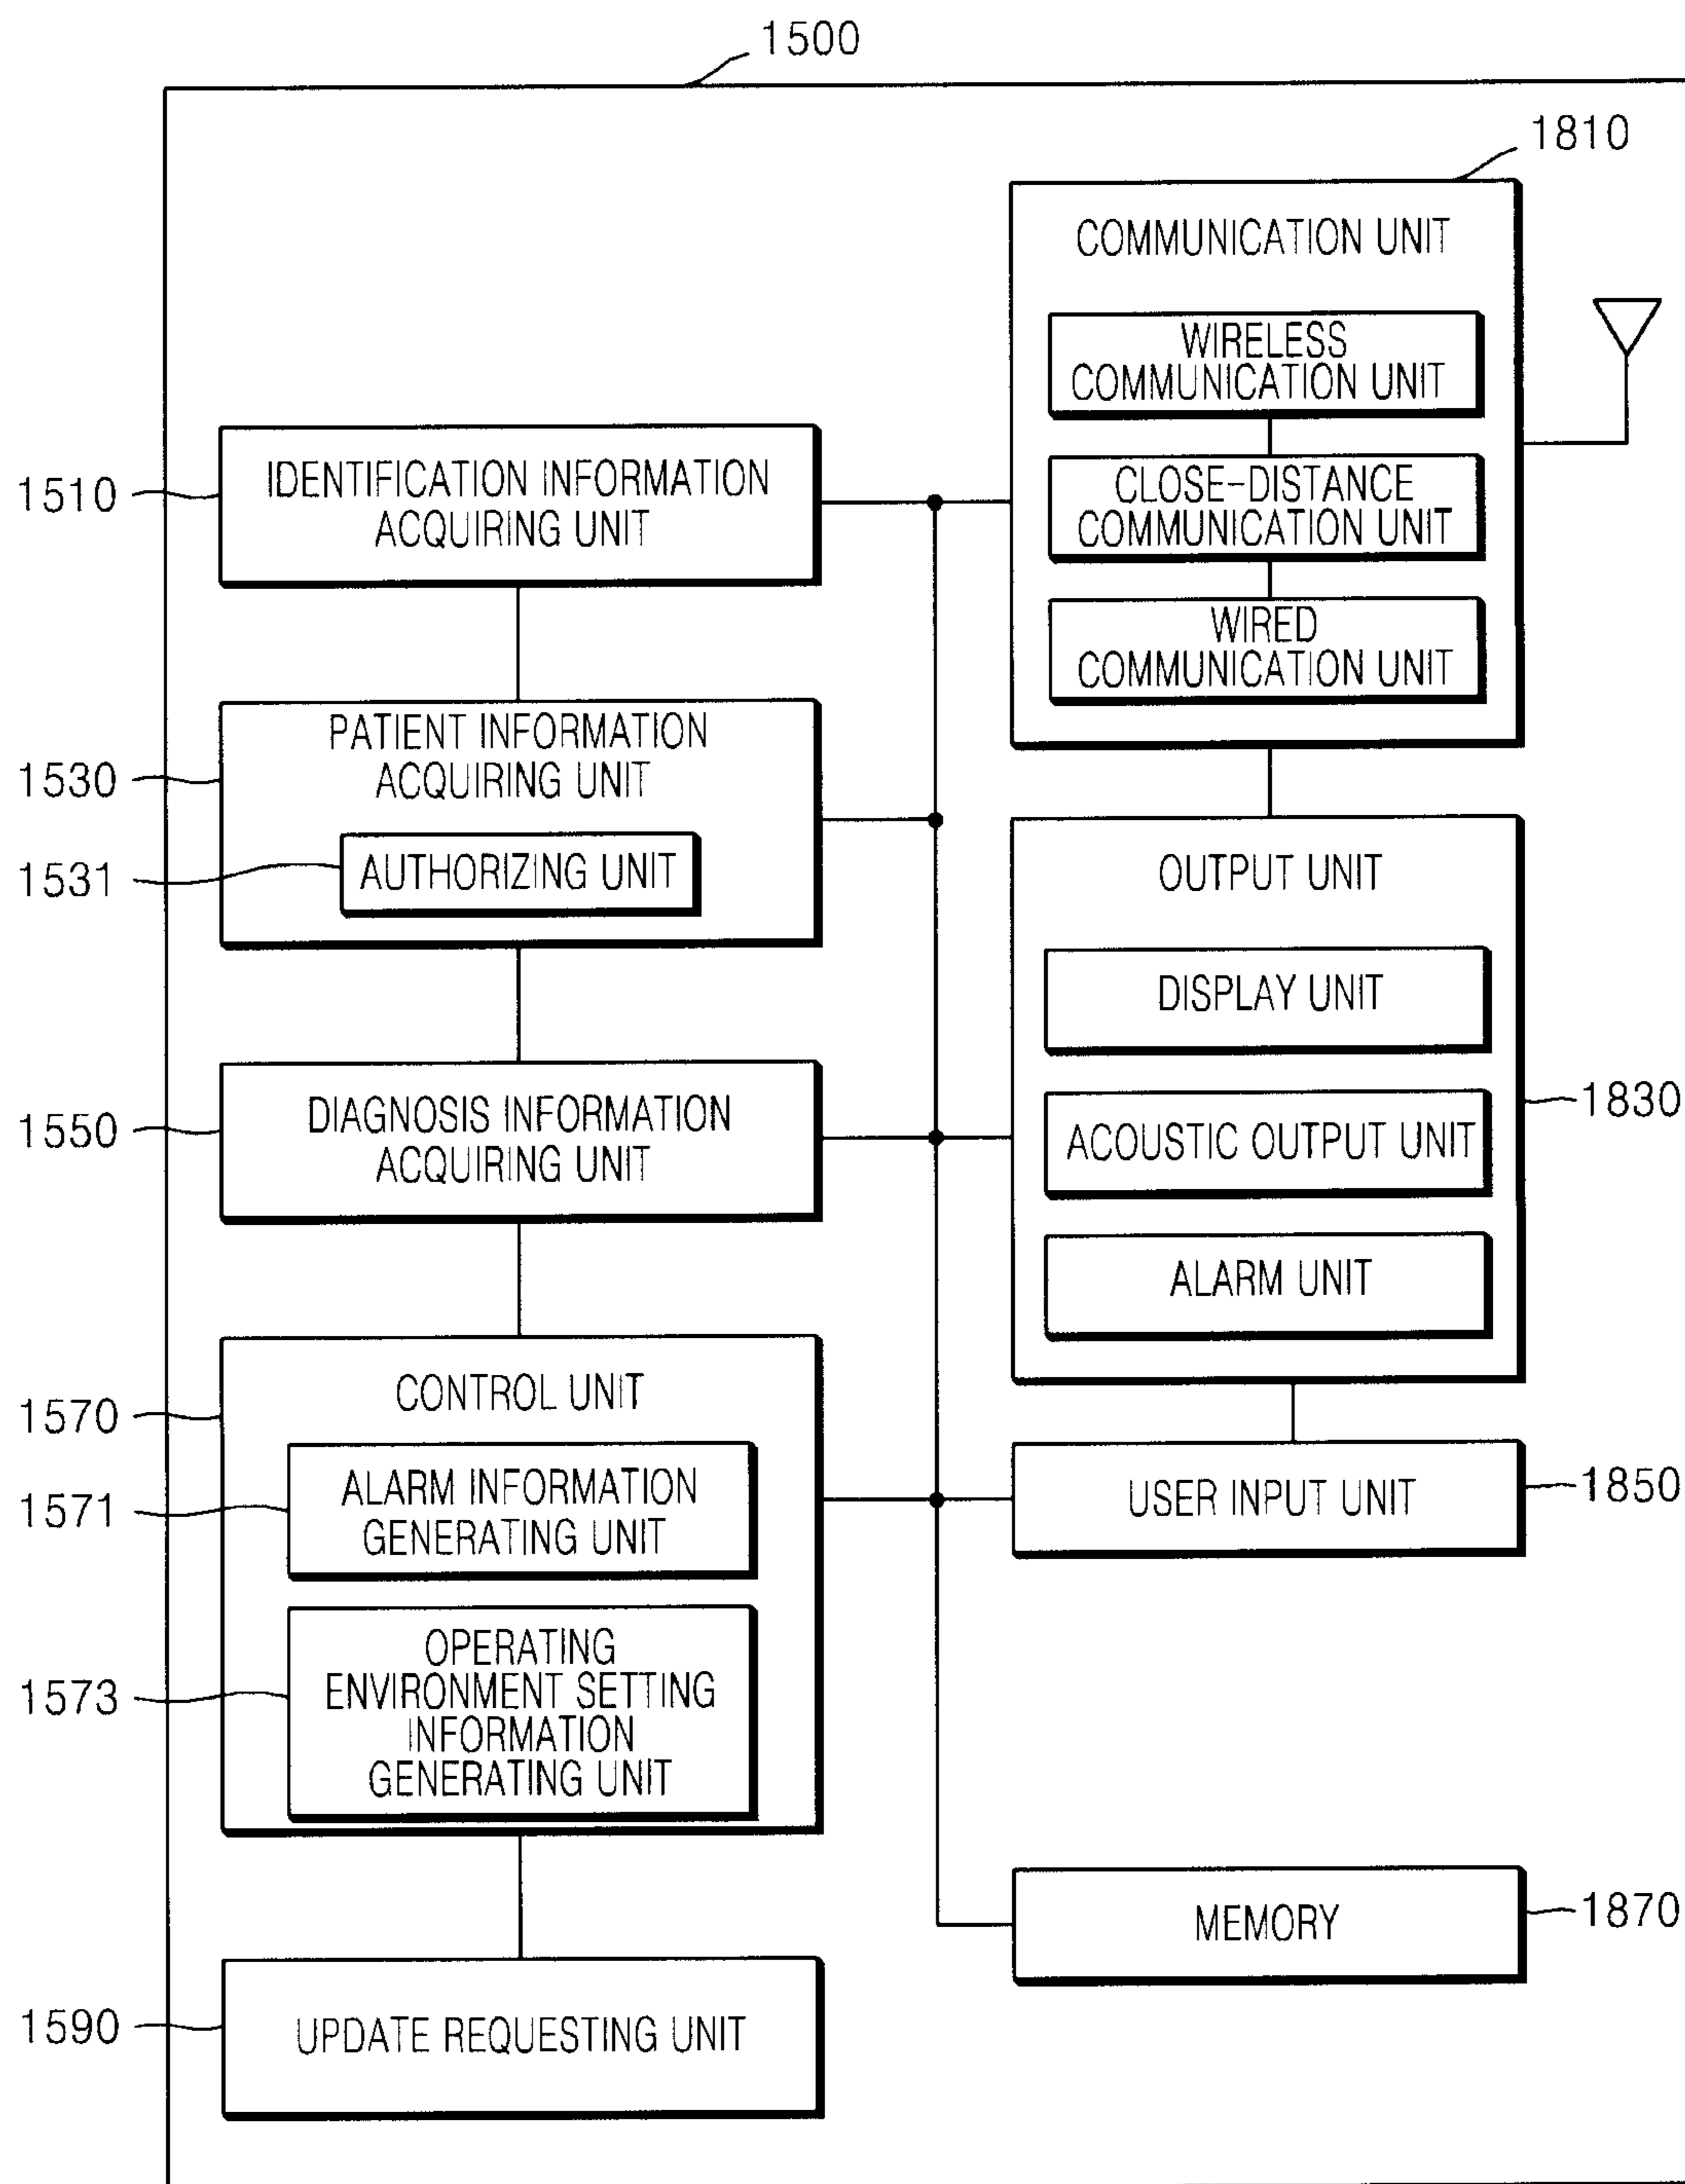 1500
1810
COMMUNICATION UNIT
WIRELESS
COMMUNICATION UNIT
CLOSE-DISTANCE
COMMUNICATION UNIT
WIRED
COMMUNICATION UNIT
1510
IDENTIFICATION INFORMATION
ACQUIRING UNIT
1530
PATIENT INFORMATION
ACQUIRING UNIT
1531
AUTHORIZING UNIT
OUTPUT UNIT
DISPLAY UNIT
ACOUSTIC OUTPUT UNIT
ALARM UNIT
1830
1550
DIAGNOSIS INFORMATION
ACQUIRING UNIT
1570
CONTROL UNIT
1571
ALARM INFORMATION
GENERATING UNIT
1573
OPERATING
ENVIRONMENT SETTING
INFORMATION
GENERATING UNIT
USER INPUT UNIT
1850
MEMORY
1870
1590
UPDATE REQUESTING UNIT